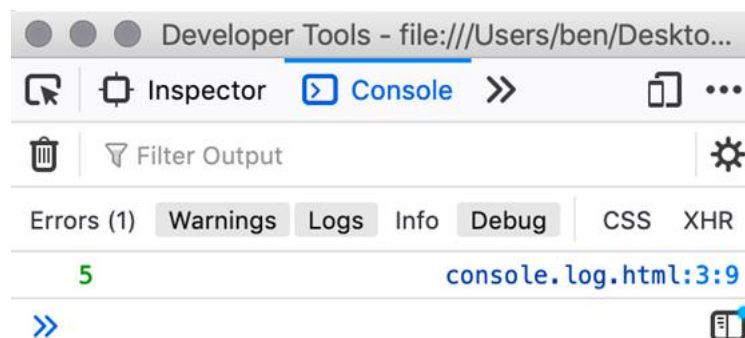 Developer Tools - file:///Users/ben/Deskto...
Inspector Console
Filter Output
Errors (1) Warnings Logs Info Debug CSS XHR
5 console.log.html:3:9